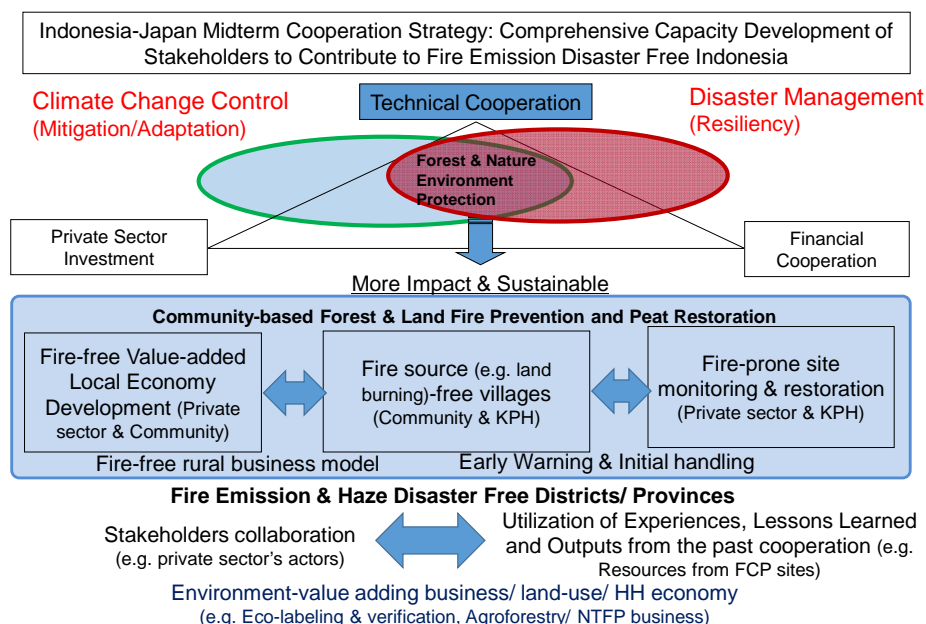 Indonesia-Japan Midterm Cooperation Strategy: Comprehensive Capacity Development of
Stakeholders to Contribute to Fire Emission Disaster Free Indonesia
Climate Change Control
(Mitigation/Adaptation)
Technical Cooperation
Disaster Management
(Resiliency)
Forest & Nature
Environment
Protection
Private Sector
Investment
Financial
Cooperation
More Impact & Sustainable
Community-based Forest & Land Fire Prevention and Peat Restoration
Fire-free Value-added
Local Economy
Development (Private
sector & Community)
Fire source (e.g. land
burning)-free villages
(Community & KPH)
Fire-prone site
monitoring & restoration
(Private sector & KPH)
Fire-free rural business model
Early Warning & Initial handling
Fire Emission & Haze Disaster Free Districts/ Provinces
Stakeholders collaboration
(e.g. private sector's actors)
Utilization of Experiences, Lessons Learned
and Outputs from the past cooperation (e.g.
Resources from FCP sites)
Environment-value adding business/ land-use/ HH economy
(e.g. Eco-labeling & verification, Agroforestry/ NTFP business)